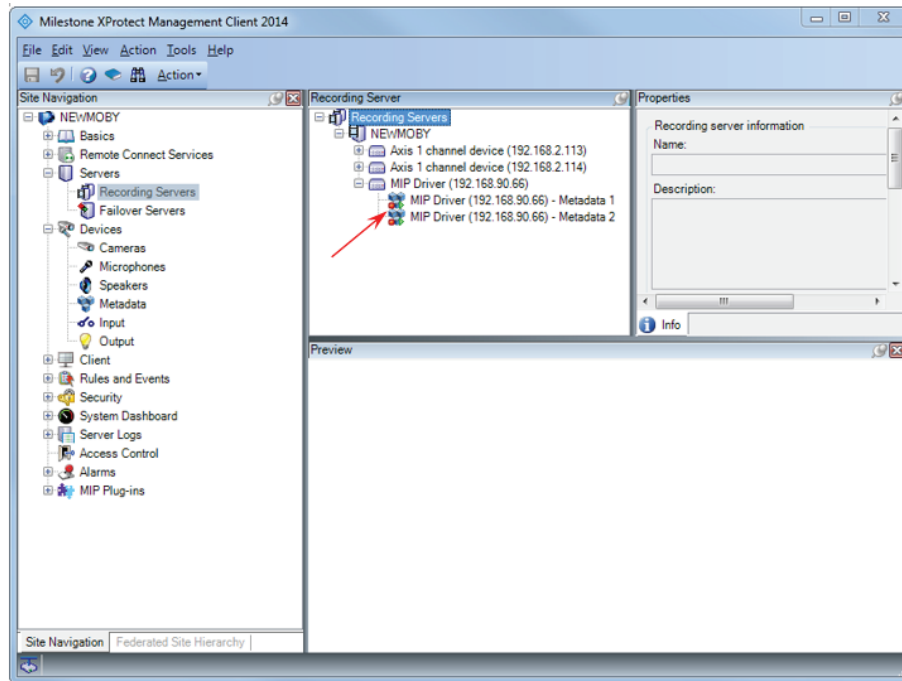 Milestone XProtect Management Client 2014
File Edit View Action Tools Help
Action
Site Navigation
NEWMOBY
Basics
Remote Connect Services
Servers
Recording Servers
Failover Servers
Devices
Cameras
Microphones
Speakers
Metadata
Input
Output
Client
Rules and Events
Security
System Dashboard
Server Logs
Access Control
Alarms
MIP Plug-ins
Site Navigation Federated Site Hierarchy
Recording Server
Recording Servers
NEWMOBY
Axis 1 channel device (192.168.2.113)
Axis 1 channel device (192.168.2.114)
MIP Driver (192.168.90.66)
MIP Driver (192.168.90.66) - Metadata 1
MIP Driver (192.168.90.66) - Metadata 2
Properties
Recording server information
Name:
Description:
Info
Preview